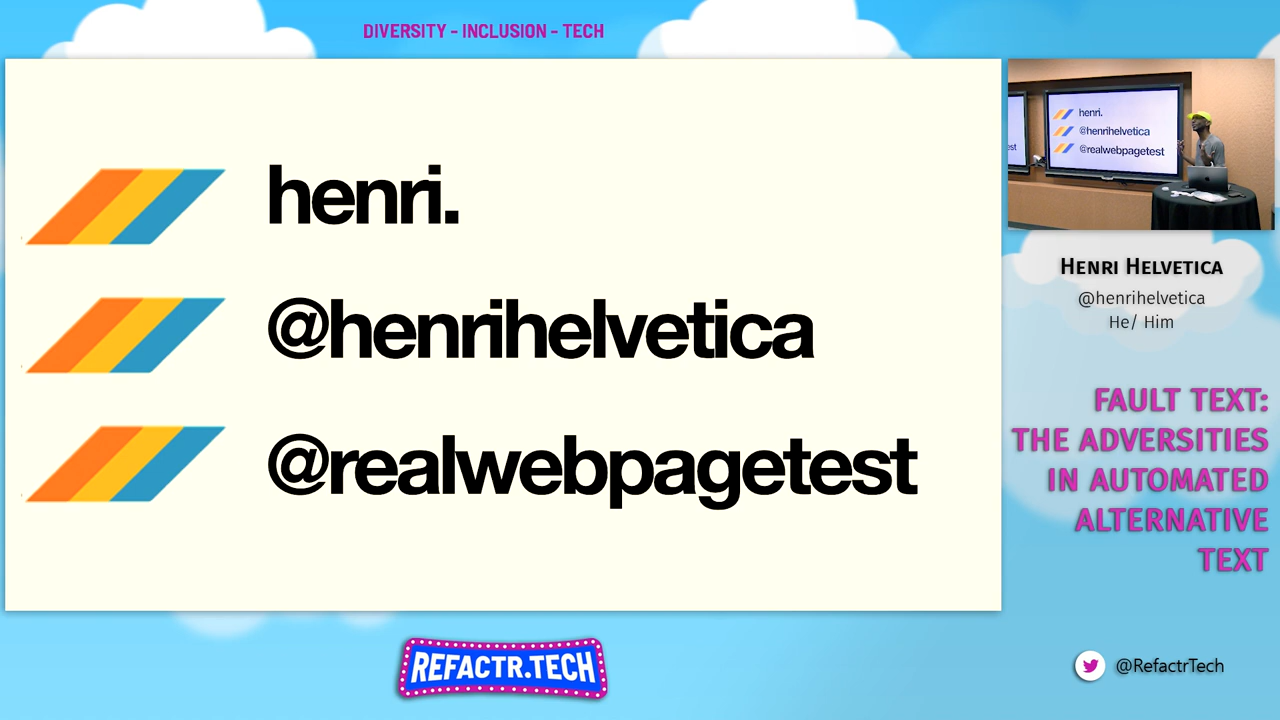 DIVERSITY - INCLUSION - TECH
henri.
@henrihelvetica
@realwebpagetest
henri.
@henrihelvetica
@realwebpagetest
HENRI HELVETICA
@henrihelvetica
He/ Him
FAULT TEXT:
THE ADVERSITIES
IN AUTOMATED
ALTERNATIVE
TEXT
REFACTR.TECH
@RefactrTech